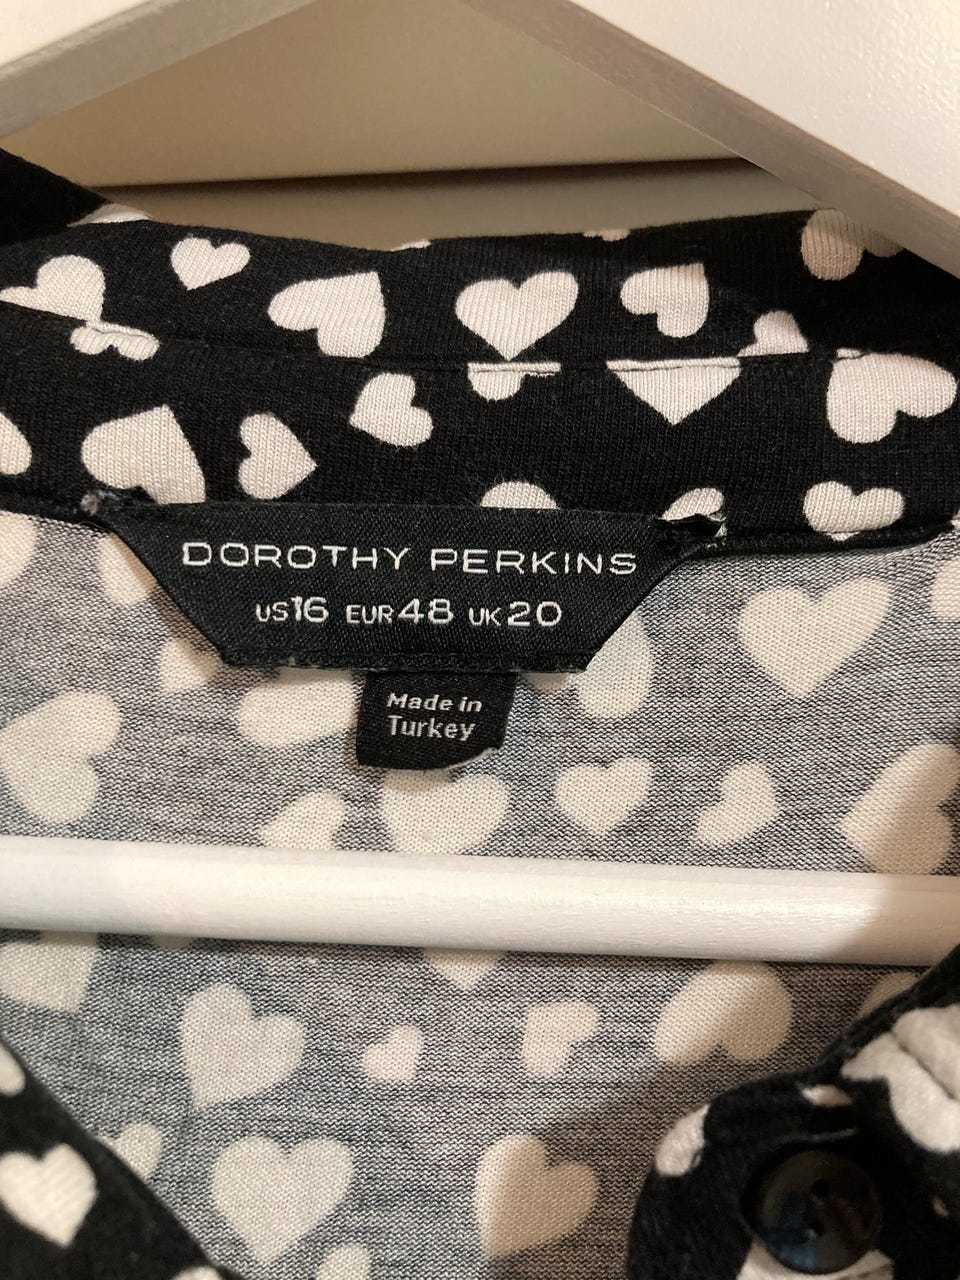 DOROTHY PERKINS
US16 EUR48 UK20
Made in
Turkey